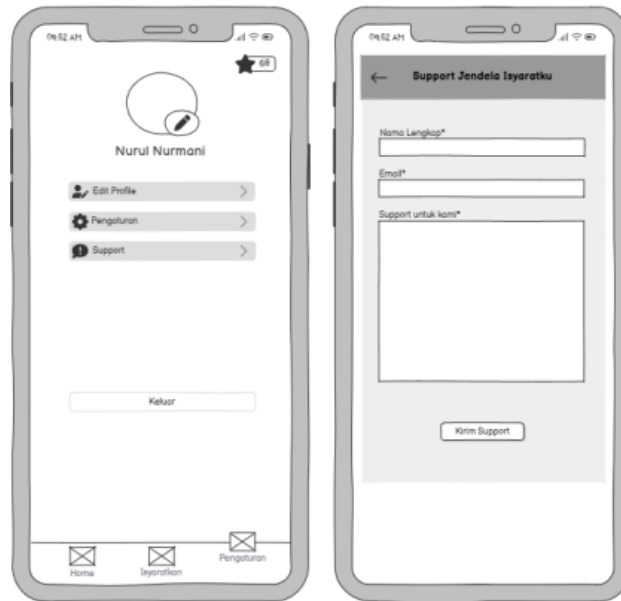 09:52 AM
68
Nurul Nurmani
Edit Profile
Pengaturan
Support
Keluar
Home
Isyaratkan
Pengaturan
09:52 AM
Support Jendela Isyaratku
Nama Lengkap*
Email*
Support untuk kami*
Kirim Support